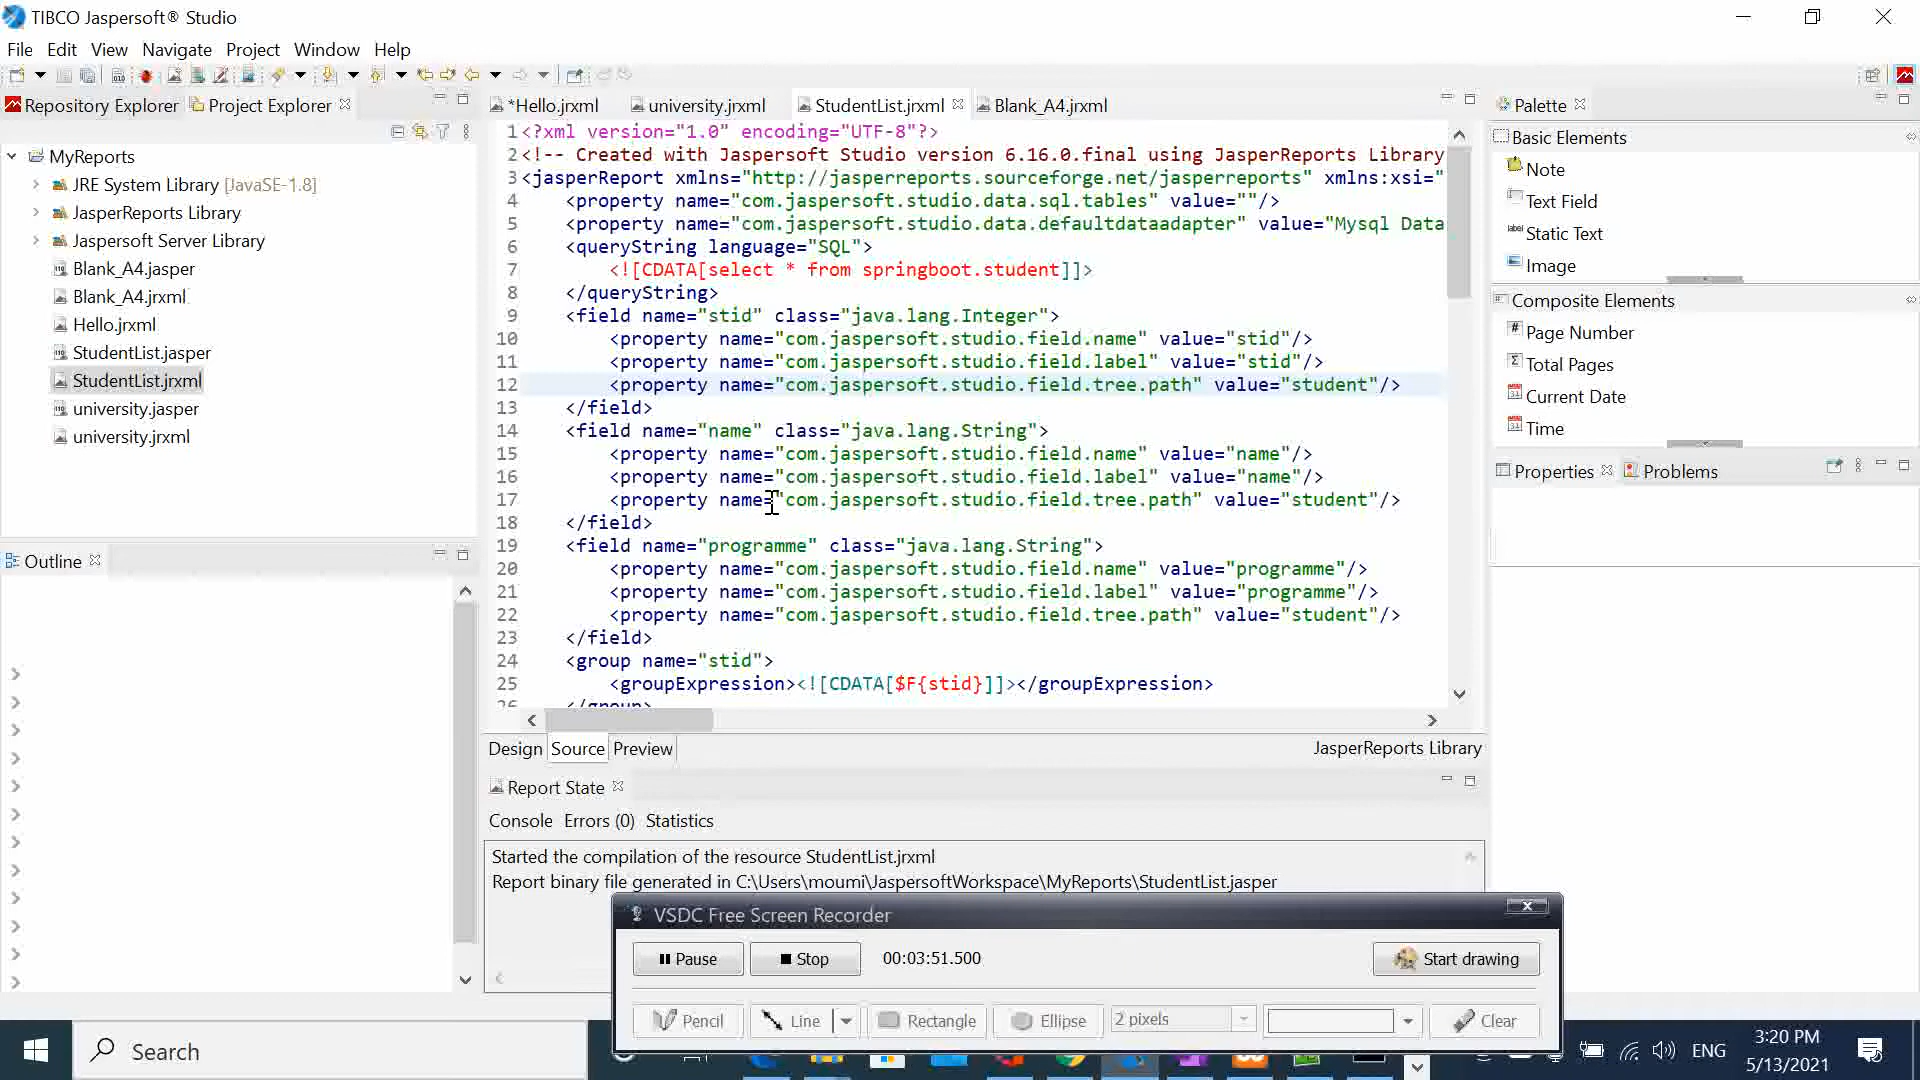 TIBCO Jaspersoft® Studio
File Edit View Navigate Project Window Help
Repository Explorer Project Explorer
MyReports
JRE System Library [JavaSE-1.8]
JasperReports Library
Jaspersoft Server Library
Blank_A4.jasper
Blank_A4.jrxml
Hello.jrxml
StudentList.jasper
StudentList.jrxml
university.jasper
university.jrxml
Outline
*Hello.jrxml university.jrxml StudentList.jrxml Blank_A4.jrxml
1 <?xml version="1.0" encoding="UTF-8"?>
2 <!-- Created with Jaspersoft Studio version 6.16.0.final using JasperReports Library
3 <jasperReport xmlns="http://jasperreports.sourceforge.net/jasperreports" xmlns:xsi="
4 <property name="com.jaspersoft.studio.data.sql.tables" value=""/>
5 <property name="com.jaspersoft.studio.data.defaultdataadapter" value="Mysql Data
6 <queryString language="SQL">
7 <![CDATA[select * from springboot.student]]>
8 </queryString>
9 <field name="stid" class="java.lang.Integer">
10 <property name="com.jaspersoft.studio.field.name" value="stid"/>
11 <property name="com.jaspersoft.studio.field.label" value="stid"/>
12 <property name="com.jaspersoft.studio.field.tree.path" value="student"/>
13 </field>
14 <field name="name" class="java.lang.String">
15 <property name="com.jaspersoft.studio.field.name" value="name"/>
16 <property name="com.jaspersoft.studio.field.label" value="name"/>
17 <property name="com.jaspersoft.studio.field.tree.path" value="student"/>
18 </field>
19 <field name="programme" class="java.lang.String">
20 <property name="com.jaspersoft.studio.field.name" value="programme"/>
21 <property name="com.jaspersoft.studio.field.label" value="programme"/>
22 <property name="com.jaspersoft.studio.field.tree.path" value="student"/>
23 </field>
24 <group name="stid">
25 <groupExpression><![CDATA[$F{stid}]]></groupExpression>
26 </group>
Design Source Preview
JasperReports Library
Report State
Console Errors (0) Statistics
Started the compilation of the resource StudentList.jrxml
Report binary file generated in C:\Users\moumi\JaspersoftWorkspace\MyReports\StudentList.jasper
Palette
Basic Elements
Note
Text Field
Static Text
Image
Composite Elements
Page Number
Total Pages
Current Date
Time
Properties Problems
VSDC Free Screen Recorder
Pause Stop 00:03:51.500 Start drawing
Pencil Line Rectangle Ellipse 2 pixels Clear
Search
ENG
3:20 PM
5/13/2021